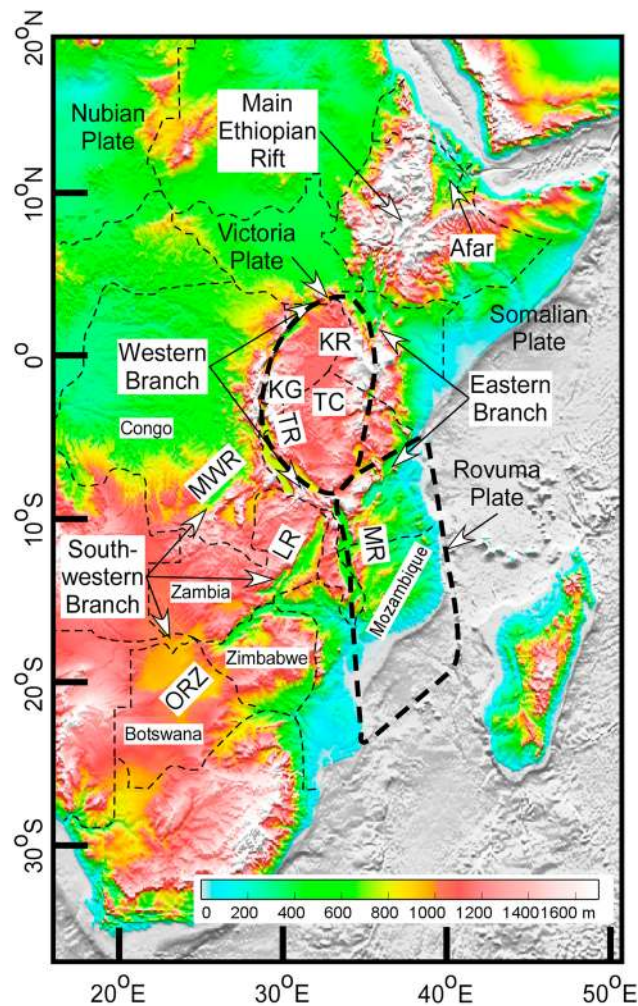 20°N
Nubian
Plate
Main
Ethiopian
Rift
10°N
Victoria
Plate
Afar
Somalian
Plate
0°
Western
Branch
KR
KG
TC
TR
Eastern
Branch
Congo
MWR
Rovuma
Plate
10°S
South-
western
Branch
LR
MR
Zambia
Mozambique
Zimbabwe
20°S
ORZ
Botswana
30°S
0 200 400 600 800 1000 1200 1400 1600 m
20°E 30°E 40°E 50°E